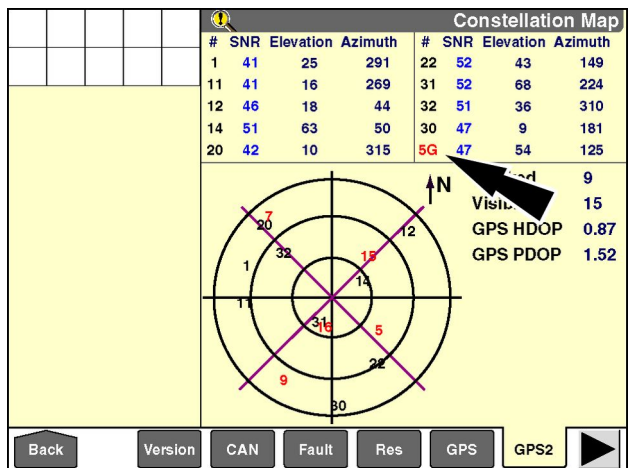 Constellation Map
# SNR Elevation Azimuth # SNR Elevation Azimuth
1 41 25 291 22 52 43 149
11 41 16 269 31 52 68 224
12 46 18 44 32 51 36 310
14 51 63 50 30 47 9 181
20 42 10 315 5G 47 54 125
9
15
GPS HDOP 0.87
GPS PDOP 1.52
N
7
20
12
32
15
1
14
11
31
16
5
22
9
30
Back Version CAN Fault Res GPS GPS2